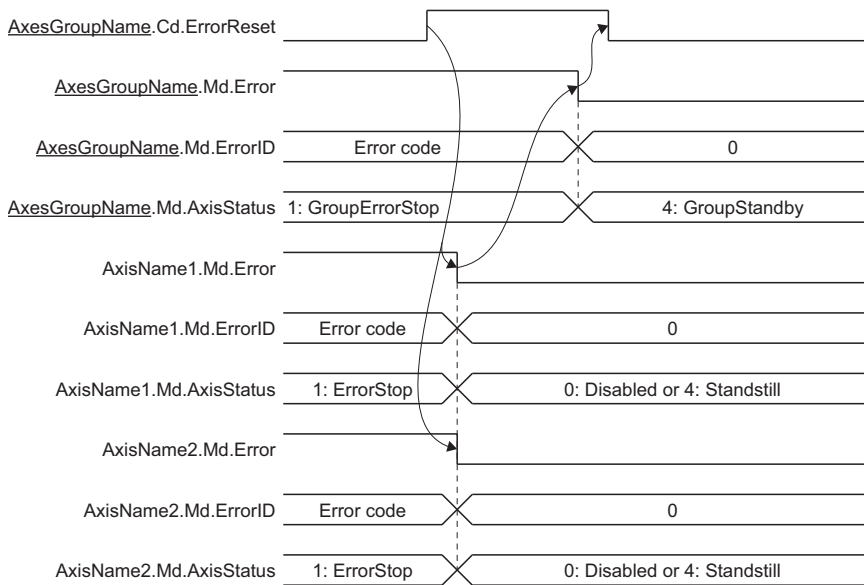 AxesGroupName.Cd.ErrorReset
AxesGroupName.Md.Error
AxesGroupName.Md.ErrorID Error code 0
AxesGroupName.Md.AxisStatus 1: GroupErrorStop 4: GroupStandby
AxisName1.Md.Error
AxisName1.Md.ErrorID Error code 0
AxisName1.Md.AxisStatus 1: ErrorStop 0: Disabled or 4: Standstill
AxisName2.Md.Error
AxisName2.Md.ErrorID Error code 0
AxisName2.Md.AxisStatus 1: ErrorStop 0: Disabled or 4: Standstill